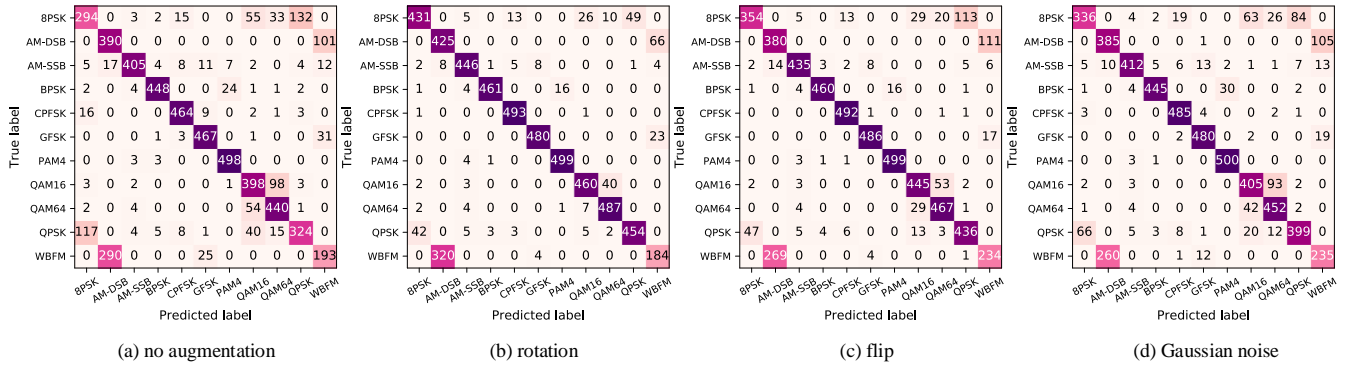 8PSK 294 0 3 2 15 0 0 55 33 132 0
AM-DSB 0 390 0 0 0 0 0 0 0 0 101
AM-SSB 5 17 405 4 8 11 7 2 0 4 12
BPSK 2 0 4 448 0 0 24 1 1 2 0
CPFSK 16 0 0 0 464 9 0 2 1 3 0
GFSK 0 0 0 1 3 467 0 1 0 0 31
PAM4 0 0 3 3 0 0 498 0 0 0 0
QAM16 3 0 2 0 0 0 1 398 98 3 0
QAM64 2 0 4 0 0 0 0 54 440 1 0
QPSK 117 0 4 5 8 1 0 40 15 324 0
WBFM 0 290 0 0 0 25 0 0 0 0 193
True label
8PSK AM-DSB AM-SSB BPSK CPFSK GFSK PAM4 QAM16 QAM64 QPSK WBFM
Predicted label
(a) no augmentation
8PSK 431 0 5 0 13 0 0 26 10 49 0
AM-DSB 0 425 0 0 0 0 0 0 0 0 66
AM-SSB 2 8 446 1 5 8 0 0 0 1 4
BPSK 1 0 4 461 0 0 16 0 0 0 0
CPFSK 1 0 0 0 493 0 0 1 0 0 0
GFSK 0 0 0 0 0 480 0 0 0 0 23
PAM4 0 0 4 1 0 0 499 0 0 0 0
QAM16 4 0 3 0 0 0 0 460 40 0 0
QAM64 2 0 4 0 0 0 1 7 487 0 0
QPSK 42 0 5 3 3 0 0 5 2 454 0
WBFM 0 320 0 0 0 4 0 0 0 0 184
True label
8PSK AM-DSB AM-SSB BPSK CPFSK GFSK PAM4 QAM16 QAM64 QPSK WBFM
Predicted label
(b) rotation
8PSK 354 0 5 0 13 0 0 29 20 113 0
AM-DSB 0 380 0 0 0 0 0 0 0 0 111
AM-SSB 2 14 435 3 2 8 0 0 0 5 6
BPSK 1 0 4 460 0 0 16 0 0 1 0
CPFSK 0 0 0 0 492 1 0 0 1 1 0
GFSK 0 0 0 0 0 486 0 0 0 0 17
PAM4 0 0 3 1 1 0 499 0 0 0 0
QAM16 4 0 3 0 0 0 0 445 53 2 0
QAM64 1 0 4 0 0 0 0 29 467 0 0
QPSK 47 0 5 4 6 0 0 13 3 436 0
WBFM 0 269 0 0 0 4 0 0 0 1 234
True label
8PSK AM-DSB AM-SSB BPSK CPFSK GFSK PAM4 QAM16 QAM64 QPSK WBFM
Predicted label
(c) flip
8PSK 336 0 4 2 19 0 0 63 26 84 0
AM-DSB 0 385 0 0 0 1 0 0 0 0 105
AM-SSB 5 10 412 5 6 13 2 1 1 7 13
BPSK 1 0 4 445 0 0 30 0 0 2 0
CPFSK 3 0 0 0 485 4 0 0 2 1 0
GFSK 0 0 0 0 2 480 0 0 2 0 19
PAM4 0 0 3 1 0 0 500 0 0 0 0
QAM16 2 0 3 0 0 0 0 405 93 2 0
QAM64 1 0 4 0 0 0 0 42 452 2 0
QPSK 66 0 5 3 8 1 0 20 12 399 0
WBFM 0 260 0 0 1 12 0 0 0 0 235
True label
8PSK AM-DSB AM-SSB BPSK CPFSK GFSK PAM4 QAM16 QAM64 QPSK WBFM
Predicted label
(d) Gaussian noise